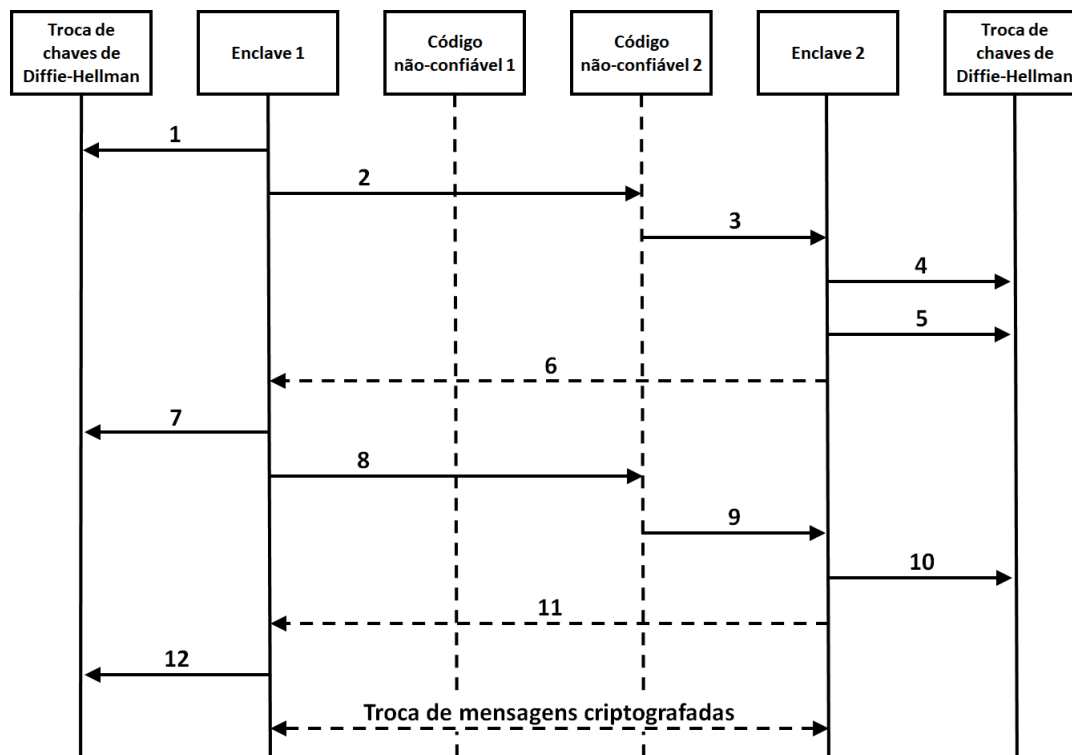 Troca de
chaves de
Diffie-Hellman
Enclave 1
Código
não-confiável 1
Código
não-confiável 2
Enclave 2
Troca de
chaves de
Diffie-Hellman
1
2
3
4
5
6
7
8
9
10
11
12
Troca de mensagens criptografadas